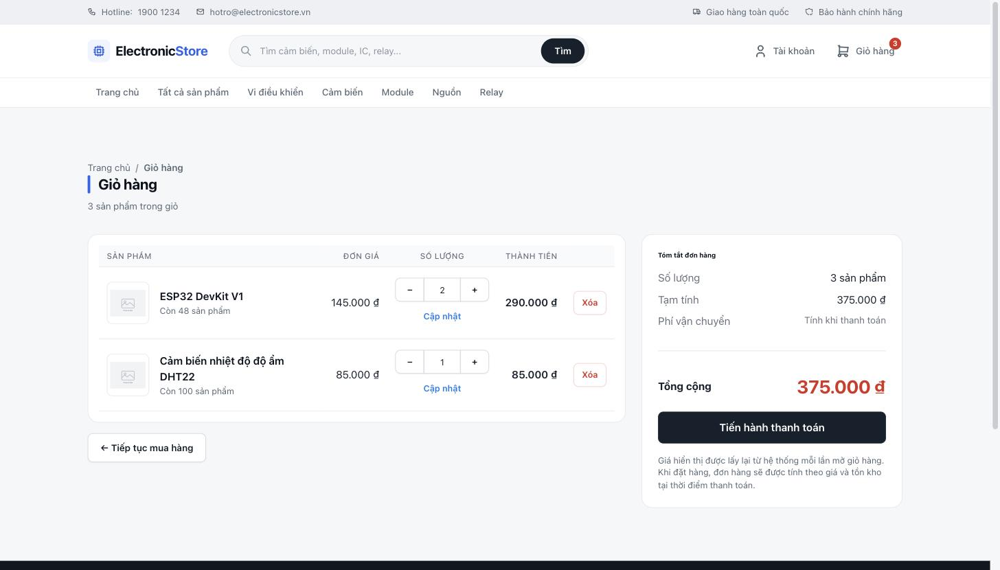 Hotline: 1900 1234
hotro@electronicstore.vn
Giao hàng toàn quốc
Bảo hành chính hãng
ElectronicStore
Tìm cảm biến, module, IC, relay...
Tìm
Tài khoản
Giỏ hàng
3
Trang chủ
Tất cả sản phẩm
Vi điều khiển
Cảm biến
Module
Nguồn
Relay
Trang chủ / Giỏ hàng
Giỏ hàng
3 sản phẩm trong giỏ
SẢN PHẨM ĐƠN GIÁ SỐ LƯỢNG THÀNH TIỀN
ESP32 DevKit V1
Còn 48 sản phẩm
145.000 ₫
− 2 +
Cập nhật
290.000 ₫
Xóa
Cảm biến nhiệt độ độ ẩm
DHT22
Còn 100 sản phẩm
85.000 ₫
− 1 +
Cập nhật
85.000 ₫
Xóa
← Tiếp tục mua hàng
Tóm tắt đơn hàng
Số lượng 3 sản phẩm
Tạm tính 375.000 ₫
Phí vận chuyển Tính khi thanh toán
Tổng cộng 375.000 ₫
Tiến hành thanh toán
Giá hiển thị được lấy lại từ hệ thống mỗi lần mở giỏ hàng.
Khi đặt hàng, đơn hàng sẽ được tính theo giá và tồn kho
tại thời điểm thanh toán.